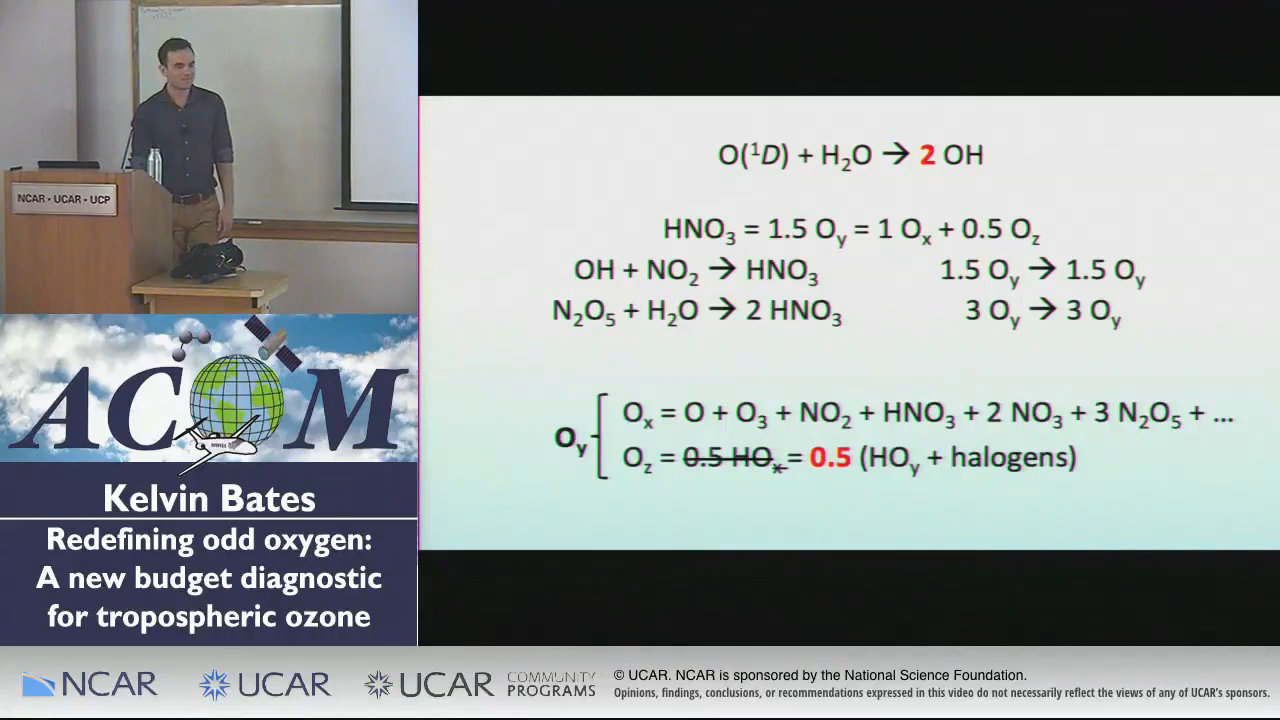 NCAR • UCAR • UCP
O(¹D) + H₂O → 2 OH
HNO₃ = 1.5 Oᵧ = 1 Oₓ + 0.5 O_z
OH + NO₂ → HNO₃ 1.5 Oᵧ → 1.5 Oᵧ
N₂O₅ + H₂O → 2 HNO₃ 3 Oᵧ → 3 Oᵧ
Oᵧ
Oₓ = O + O₃ + NO₂ + HNO₃ + 2 NO₃ + 3 N₂O₅ + ...
O_z = 0.5 HOₓ = 0.5 (HOᵧ + halogens)
ACOM
Kelvin Bates
Redefining odd oxygen:
A new budget diagnostic
for tropospheric ozone
NCAR
UCAR
UCAR
COMMUNITY
PROGRAMS
© UCAR. NCAR is sponsored by the National Science Foundation.
Opinions, findings, conclusions, or recommendations expressed in this video do not necessarily reflect the views of any of UCAR's sponsors.